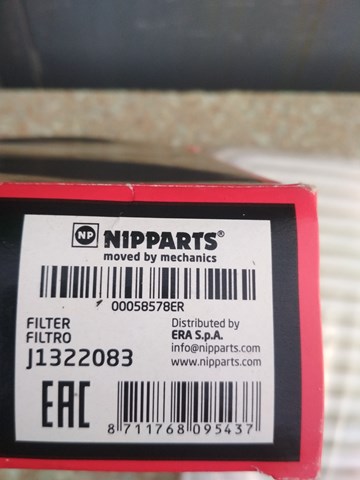 NP NiPPARTS®
moved by mechanics
00058578ER
FILTER
FILTRO
J1322083
Distributed by
ERA S.p.A.
info@nipparts.com
www.nipparts.com
EAC
8 711768 095437